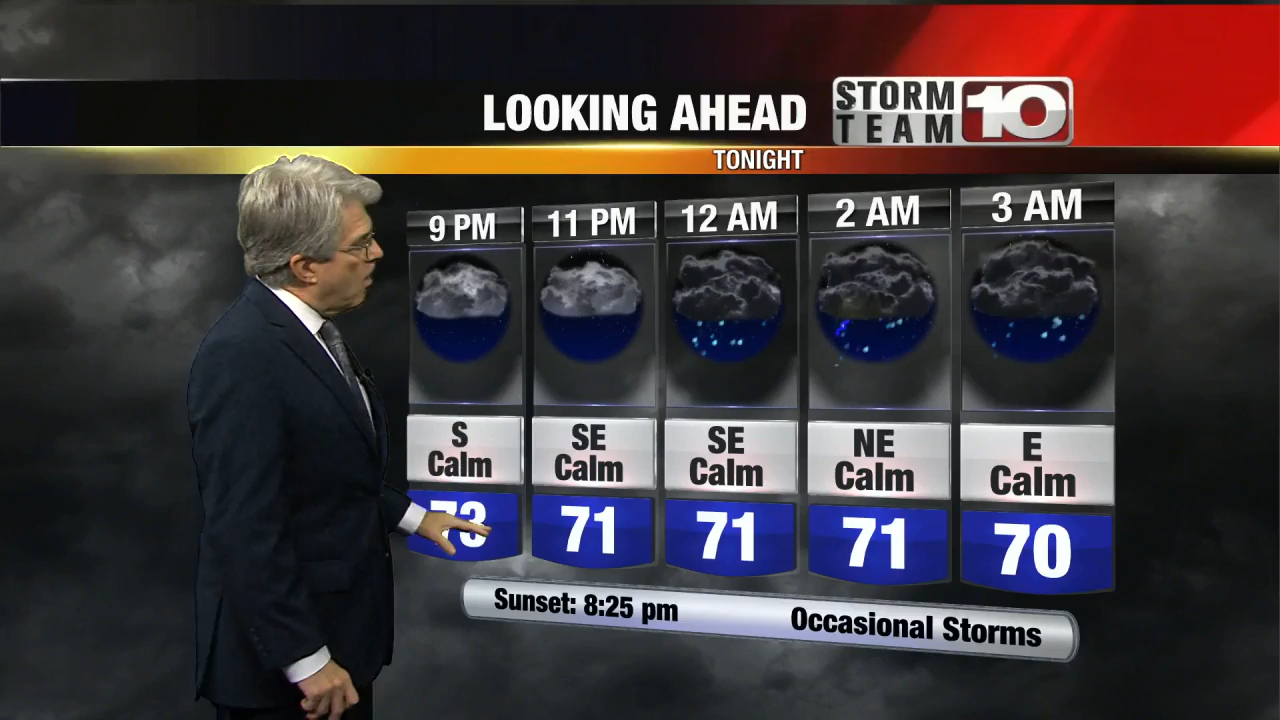 LOOKING AHEAD
STORM TEAM 10
TONIGHT
9 PM
11 PM
12 AM
2 AM
3 AM
S
Calm
SE
Calm
SE
Calm
NE
Calm
E
Calm
73
71
71
71
70
Sunset: 8:25 pm
Occasional Storms